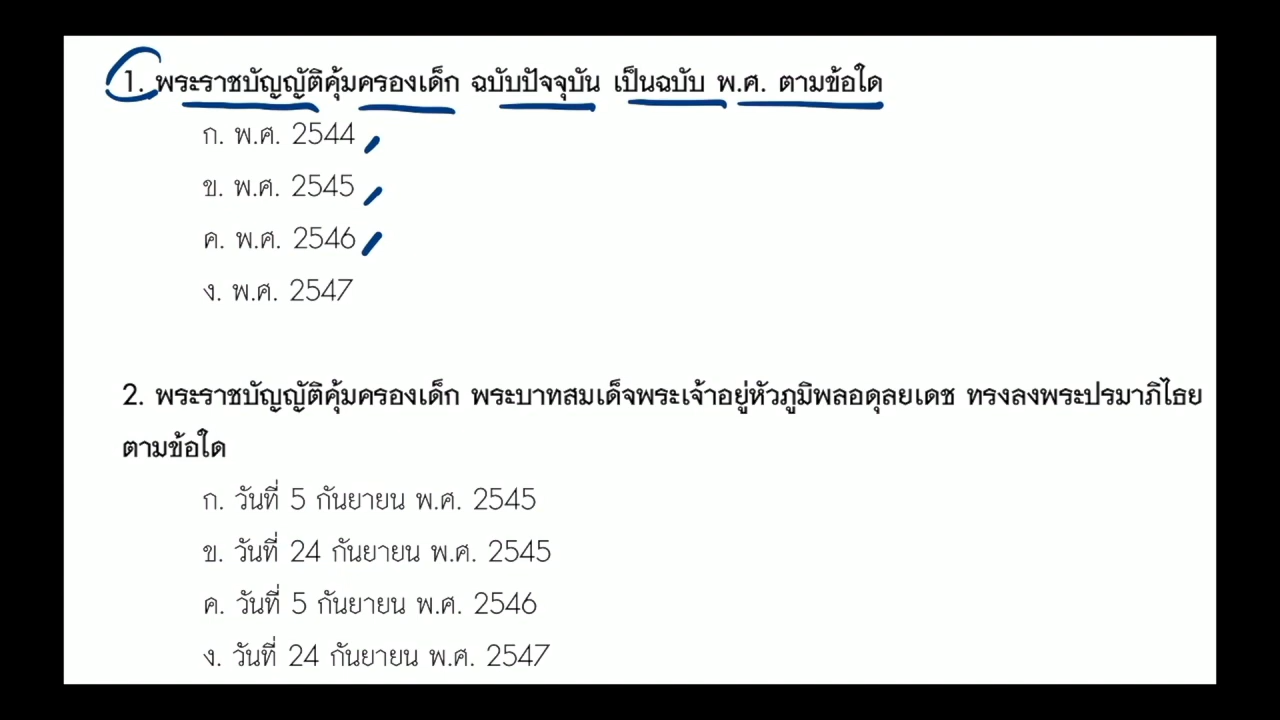 1. พระราชบัญญัติคุ้มครองเด็ก ฉบับปัจจุบัน เป็นฉบับ พ.ศ. ตามข้อใด
ก. พ.ศ. 2544
ข. พ.ศ. 2545
ค. พ.ศ. 2546
ง. พ.ศ. 2547
2. พระราชบัญญัติคุ้มครองเด็ก พระบาทสมเด็จพระเจ้าอยู่หัวภูมิพลอดุลยเดช ทรงลงพระปรมาภิไธย
ตามข้อใด
ก. วันที่ 5 กันยายน พ.ศ. 2545
ข. วันที่ 24 กันยายน พ.ศ. 2545
ค. วันที่ 5 กันยายน พ.ศ. 2546
ง. วันที่ 24 กันยายน พ.ศ. 2547